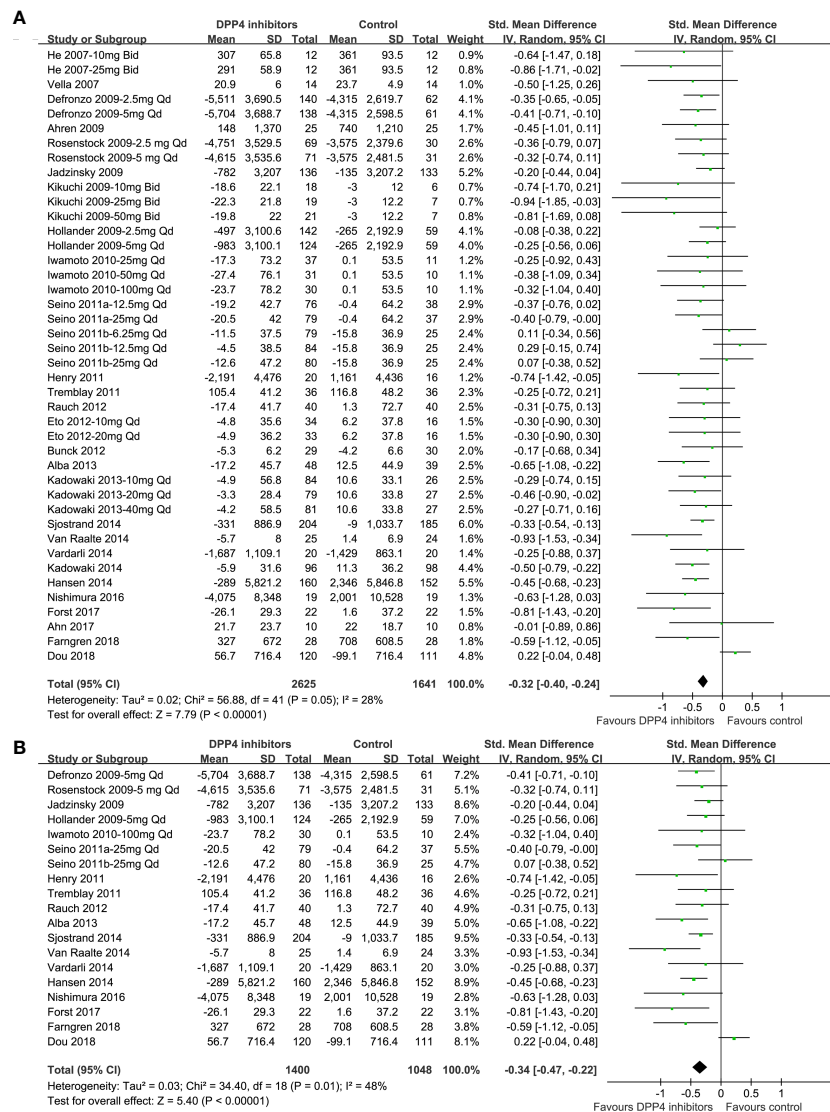 A
DPP4 inhibitors Control Std. Mean Difference Std. Mean Difference
Study or Subgroup Mean SD Total Mean SD Total Weight IV, Random, 95% CI IV, Random, 95% CI
He 2007-10mg Bid 307 65.8 12 361 93.5 12 0.9% -0.64 [-1.47, 0.18]
He 2007-25mg Bid 291 58.9 12 361 93.5 12 0.9% -0.86 [-1.71, -0.02]
Vella 2007 20.9 6 14 23.7 4.9 14 1.1% -0.50 [-1.25, 0.26]
Defronzo 2009-2.5mg Qd -5,511 3,690.5 140 -4,315 2,619.7 62 4.3% -0.35 [-0.65, -0.05]
Defronzo 2009-5mg Qd -5,704 3,688.7 138 -4,315 2,598.5 61 4.2% -0.41 [-0.71, -0.10]
Ahren 2009 148 1,370 25 740 1,210 25 1.8% -0.45 [-1.01, 0.11]
Rosenstock 2009-2.5 mg Qd -4,751 3,529.5 69 -3,575 2,379.6 30 2.6% -0.36 [-0.79, 0.07]
Rosenstock 2009-5 mg Qd -4,615 3,535.6 71 -3,575 2,481.5 31 2.7% -0.32 [-0.74, 0.11]
Jadzinsky 2009 -782 3,207 136 -135 3,207.2 133 5.6% -0.20 [-0.44, 0.04]
Kikuchi 2009-10mg Bid -18.6 22.1 18 -3 12 6 0.7% -0.74 [-1.70, 0.21]
Kikuchi 2009-25mg Bid -22.3 21.8 19 -3 12.2 7 0.8% -0.94 [-1.85, -0.03]
Kikuchi 2009-50mg Bid -19.8 22 21 -3 12.2 7 0.8% -0.81 [-1.69, 0.08]
Hollander 2009-2.5mg Qd -497 3,100.6 142 -265 2,192.9 59 4.3% -0.08 [-0.38, 0.22]
Hollander 2009-5mg Qd -983 3,100.1 124 -265 2,192.9 59 4.2% -0.25 [-0.56, 0.06]
Iwamoto 2010-25mg Qd -17.3 73.2 37 0.1 53.5 11 1.2% -0.25 [-0.92, 0.43]
Iwamoto 2010-50mg Qd -27.4 76.1 31 0.1 53.5 10 1.1% -0.38 [-1.09, 0.34]
Iwamoto 2010-100mg Qd -23.7 78.2 30 0.1 53.5 10 1.1% -0.32 [-1.04, 0.40]
Seino 2011a-12.5mg Qd -19.2 42.7 76 -0.4 64.2 38 2.9% -0.37 [-0.76, 0.02]
Seino 2011a-25mg Qd -20.5 42 79 -0.4 64.2 37 2.9% -0.40 [-0.79, -0.00]
Seino 2011b-6.25mg Qd -11.5 37.5 79 -15.8 36.9 25 2.4% 0.11 [-0.34, 0.56]
Seino 2011b-12.5mg Qd -4.5 38.5 84 -15.8 36.9 25 2.4% 0.29 [-0.15, 0.74]
Seino 2011b-25mg Qd -12.6 47.2 80 -15.8 36.9 25 2.4% 0.07 [-0.38, 0.52]
Henry 2011 -2,191 4,476 20 1,161 4,436 16 1.2% -0.74 [-1.42, -0.05]
Tremblay 2011 105.4 41.2 36 116.8 48.2 36 2.3% -0.25 [-0.72, 0.21]
Rauch 2012 -17.4 41.7 40 1.3 72.7 40 2.5% -0.31 [-0.75, 0.13]
Eto 2012-10mg Qd -4.8 35.6 34 6.2 37.8 16 1.6% -0.30 [-0.90, 0.30]
Eto 2012-20mg Qd -4.9 36.2 33 6.2 37.8 16 1.6% -0.30 [-0.90, 0.30]
Bunck 2012 -5.3 6.2 29 -4.2 6.6 30 2.0% -0.17 [-0.68, 0.34]
Alba 2013 -17.2 45.7 48 12.5 44.9 39 2.6% -0.65 [-1.08, -0.22]
Kadowaki 2013-10mg Qd -4.9 56.8 84 10.6 33.1 26 2.5% -0.29 [-0.74, 0.15]
Kadowaki 2013-20mg Qd -3.3 28.4 79 10.6 33.8 27 2.5% -0.46 [-0.90, -0.02]
Kadowaki 2013-40mg Qd -4.2 58.5 81 10.6 33.8 27 2.5% -0.27 [-0.71, 0.16]
Sjostrand 2014 -331 886.9 204 -9 1,033.7 185 6.0% -0.33 [-0.54, -0.13]
Van Raalte 2014 -5.7 8 25 1.4 6.9 24 1.6% -0.93 [-1.53, -0.34]
Vardarli 2014 -1,687 1,109.1 20 -1,429 863.1 20 1.5% -0.25 [-0.88, 0.37]
Kadowaki 2014 -5.9 31.6 96 11.3 36.2 98 4.5% -0.50 [-0.79, -0.22]
Hansen 2014 -289 5,821.2 160 2,346 5,846.8 152 5.5% -0.45 [-0.68, -0.23]
Nishimura 2016 -4,075 8,348 19 2,001 10,528 19 1.4% -0.63 [-1.28, 0.03]
Forst 2017 -26.1 29.3 22 1.6 37.2 22 1.5% -0.81 [-1.43, -0.20]
Ahn 2017 21.7 23.7 10 22 18.7 10 0.8% -0.01 [-0.89, 0.86]
Farngren 2018 327 672 28 708 608.5 28 1.9% -0.59 [-1.12, -0.05]
Dou 2018 56.7 716.4 120 -99.1 716.4 111 4.8% 0.22 [-0.04, 0.48]
Total (95% CI) 2625 1641 100.0% -0.32 [-0.40, -0.24]
Heterogeneity: Tau² = 0.02; Chi² = 56.88, df = 41 (P = 0.05); I² = 28%
Test for overall effect: Z = 7.79 (P < 0.00001)
-1 -0.5 0 0.5 1
Favours DPP4 inhibitors Favours control
B
DPP4 inhibitors Control Std. Mean Difference Std. Mean Difference
Study or Subgroup Mean SD Total Mean SD Total Weight IV, Random, 95% CI IV, Random, 95% CI
Defronzo 2009-5mg Qd -5,704 3,688.7 138 -4,315 2,598.5 61 7.2% -0.41 [-0.71, -0.10]
Rosenstock 2009-5 mg Qd -4,615 3,535.6 71 -3,575 2,481.5 31 5.1% -0.32 [-0.74, 0.11]
Jadzinsky 2009 -782 3,207 136 -135 3,207.2 133 8.6% -0.20 [-0.44, 0.04]
Hollander 2009-5mg Qd -983 3,100.1 124 -265 2,192.9 59 7.1% -0.25 [-0.56, 0.06]
Iwamoto 2010-100mg Qd -23.7 78.2 30 0.1 53.5 10 2.4% -0.32 [-1.04, 0.40]
Seino 2011a-25mg Qd -20.5 42 79 -0.4 64.2 37 5.6% -0.40 [-0.79, -0.00]
Seino 2011b-25mg Qd -12.6 47.2 80 -15.8 36.9 25 4.8% 0.07 [-0.38, 0.52]
Henry 2011 -2,191 4,476 20 1,161 4,436 16 2.6% -0.74 [-1.42, -0.05]
Tremblay 2011 105.4 41.2 36 116.8 48.2 36 4.6% -0.25 [-0.72, 0.21]
Rauch 2012 -17.4 41.7 40 1.3 72.7 40 4.9% -0.31 [-0.75, 0.13]
Alba 2013 -17.2 45.7 48 12.5 44.9 39 5.0% -0.65 [-1.08, -0.22]
Sjostrand 2014 -331 886.9 204 -9 1,033.7 185 9.5% -0.33 [-0.54, -0.13]
Van Raalte 2014 -5.7 8 25 1.4 6.9 24 3.3% -0.93 [-1.53, -0.34]
Vardarli 2014 -1,687 1,109.1 20 -1,429 863.1 20 3.0% -0.25 [-0.88, 0.37]
Hansen 2014 -289 5,821.2 160 2,346 5,846.8 152 8.9% -0.45 [-0.68, -0.23]
Nishimura 2016 -4,075 8,348 19 2,001 10,528 19 2.8% -0.63 [-1.28, 0.03]
Forst 2017 -26.1 29.3 22 1.6 37.2 22 3.1% -0.81 [-1.43, -0.20]
Farngren 2018 327 672 28 708 608.5 28 3.8% -0.59 [-1.12, -0.05]
Dou 2018 56.7 716.4 120 -99.1 716.4 111 8.1% 0.22 [-0.04, 0.48]
Total (95% CI) 1400 1048 100.0% -0.34 [-0.47, -0.22]
Heterogeneity: Tau² = 0.03; Chi² = 34.40, df = 18 (P = 0.01); I² = 48%
Test for overall effect: Z = 5.40 (P < 0.00001)
-1 -0.5 0 0.5 1
Favours DPP4 inhibitors Favours control